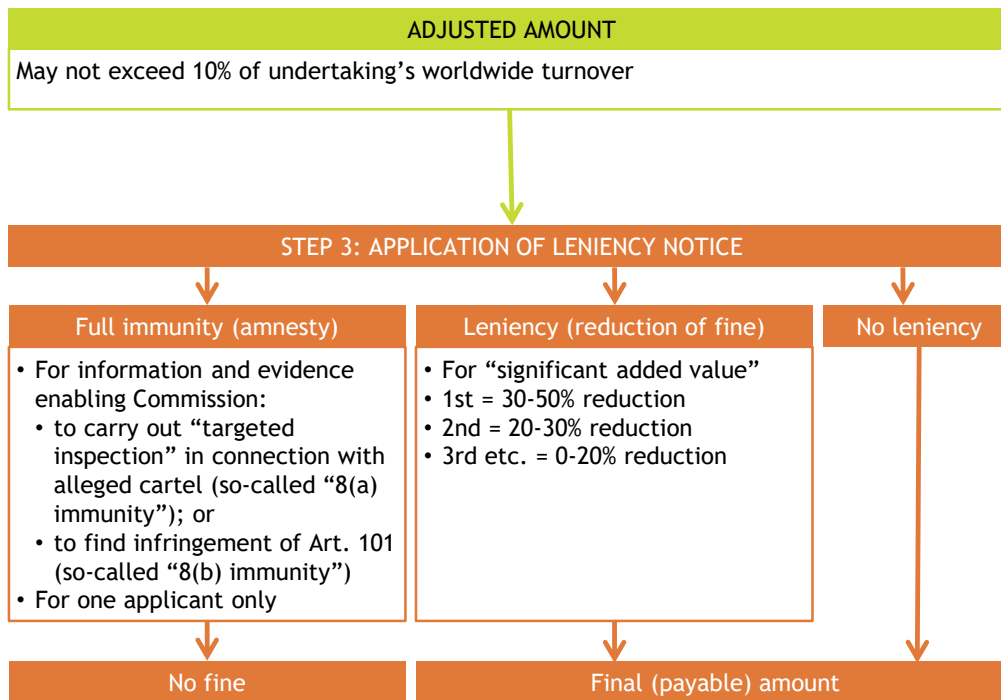 ADJUSTED AMOUNT
May not exceed 10% of undertaking’s worldwide turnover
STEP 3: APPLICATION OF LENIENCY NOTICE
Full immunity (amnesty)
• For information and evidence
enabling Commission:
• to carry out “targeted
inspection” in connection with
alleged cartel (so-called “8(a)
immunity”); or
• to find infringement of Art. 101
(so-called “8(b) immunity”)
• For one applicant only
Leniency (reduction of fine)
• For “significant added value”
• 1st = 30-50% reduction
• 2nd = 20-30% reduction
• 3rd etc. = 0-20% reduction
No leniency
No fine
Final (payable) amount